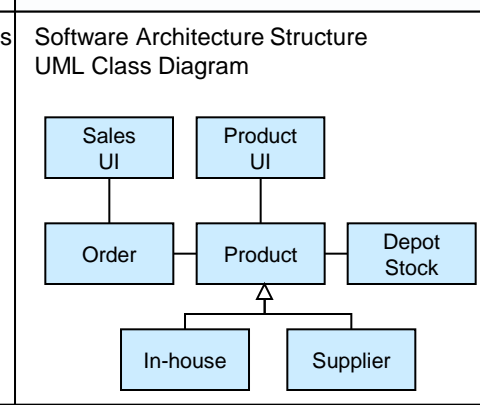 s
Software Architecture Structure
UML Class Diagram
Sales
UI
Product
UI
Order
Product
Depot
Stock
In-house
Supplier